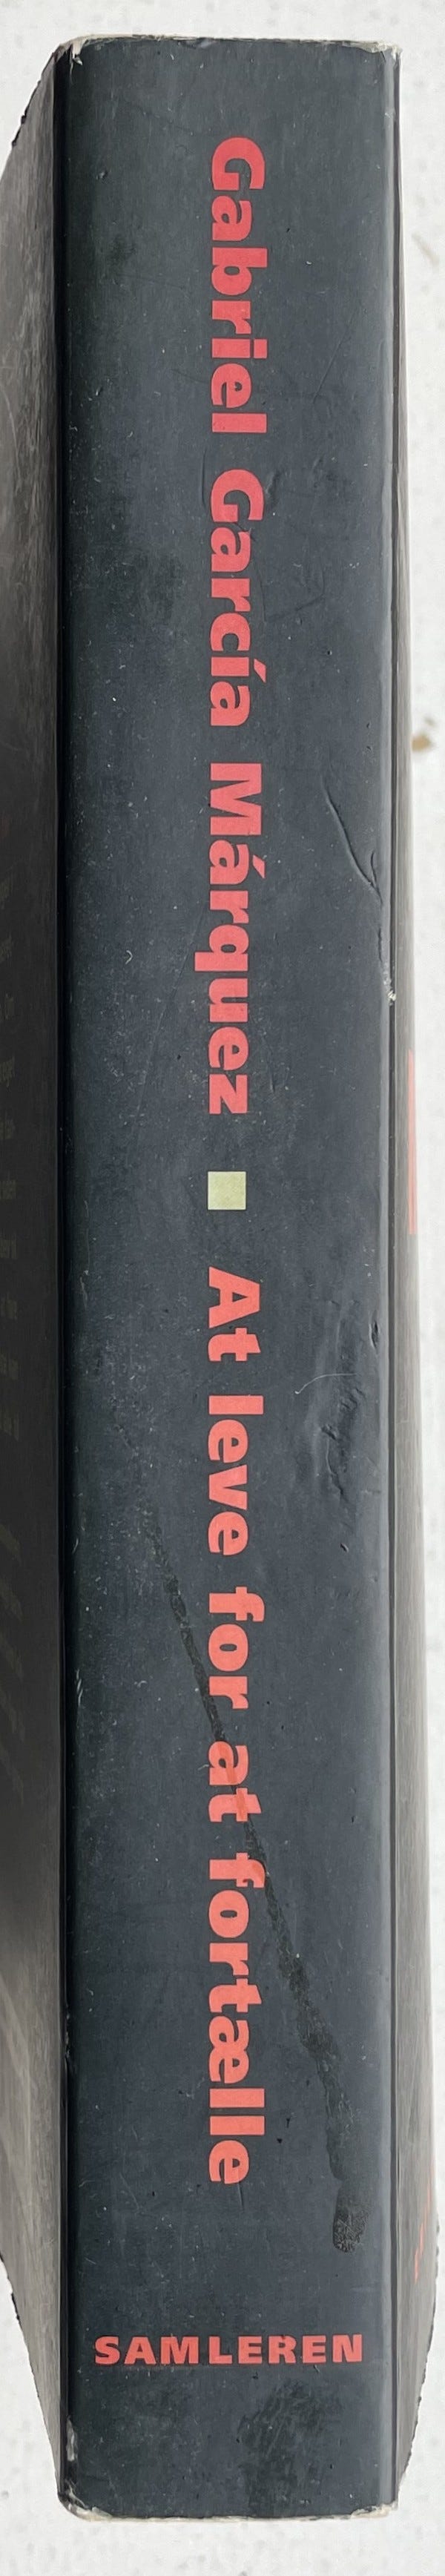 Gabriel García Márquez ■ At leve for at fortælle
SAMLEREN